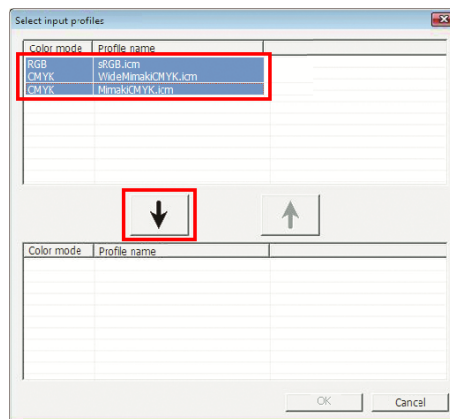 Select input profiles
Color mode Profile name
RGB sRGB.icm
CMYK WideMimakiCMYK.icm
CMYK MimakiCMYK.icm
Color mode Profile name
OK Cancel